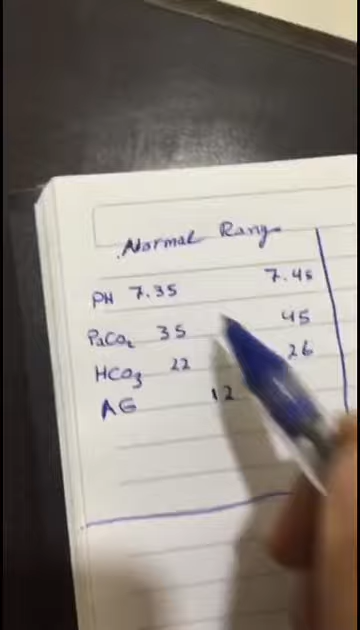 Normal Range
PH 7.35 7.45
PaCO₂ 35 45
HCO₃ 22 26
AG 12